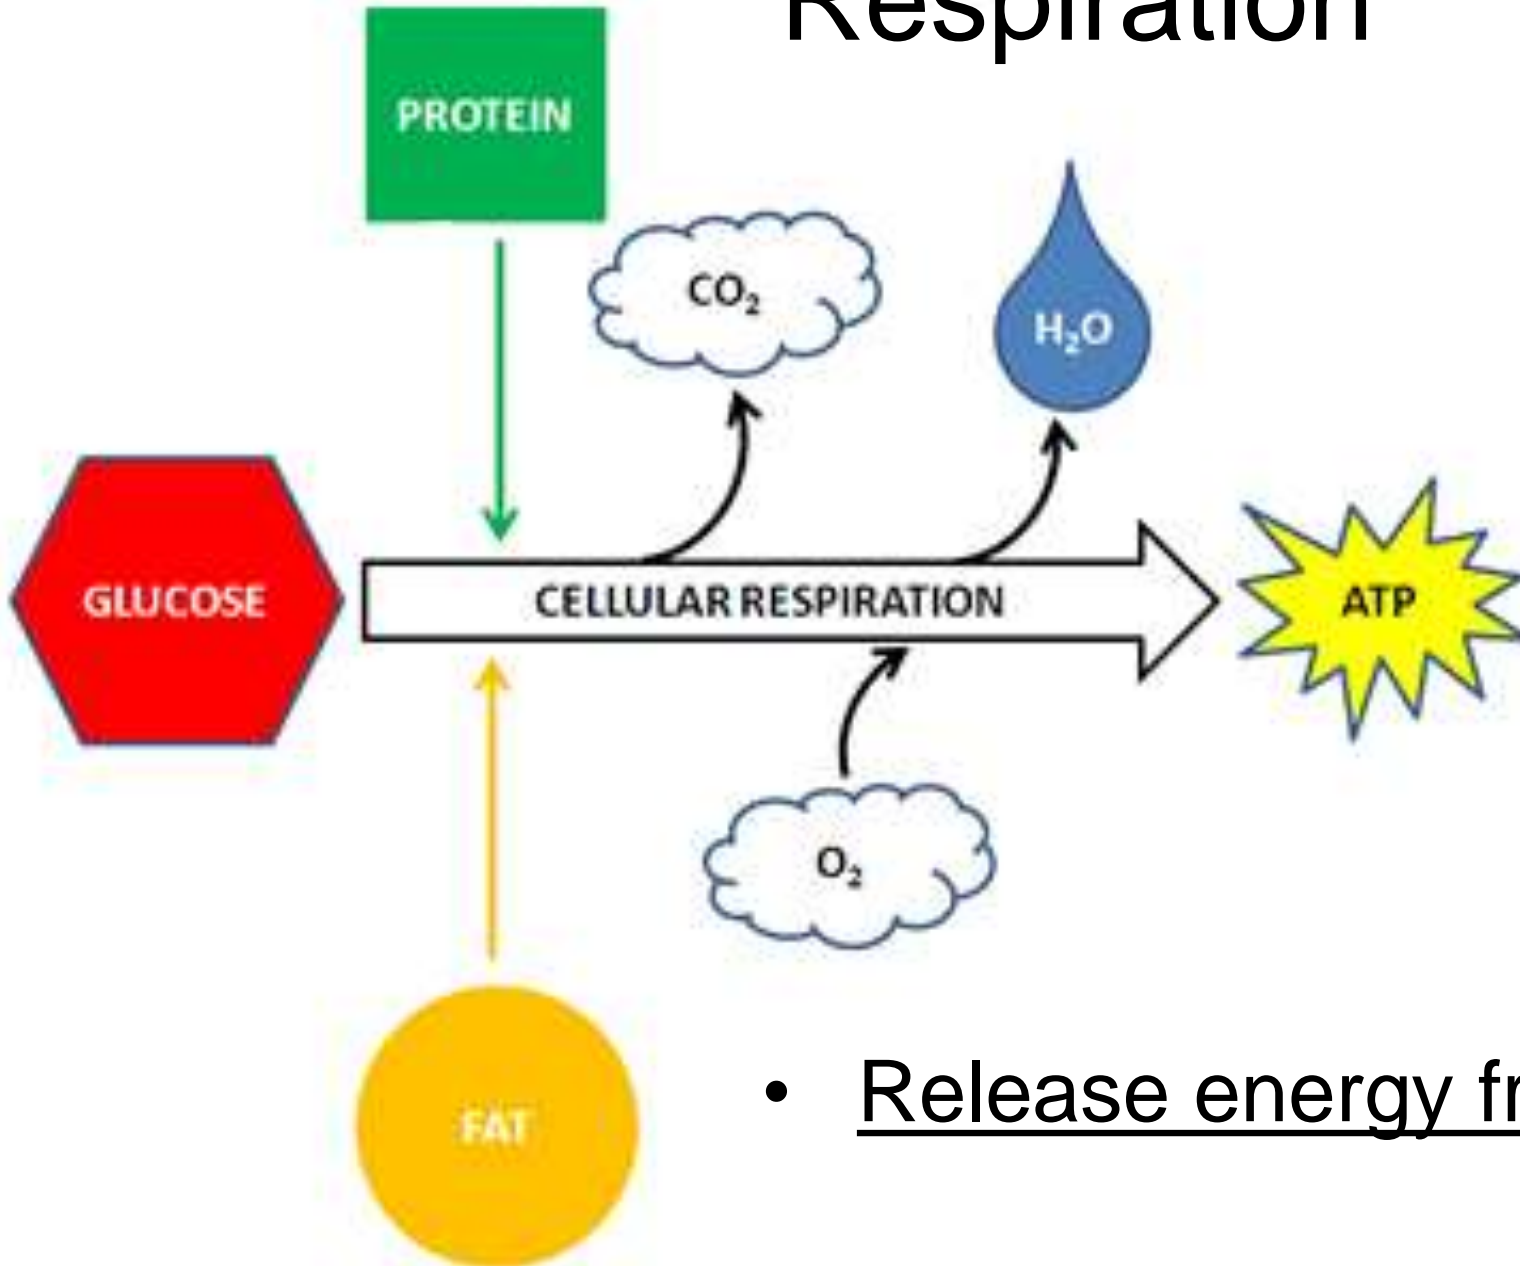 Respiration
PROTEIN
CO₂
H₂O
GLUCOSE
CELLULAR RESPIRATION
ATP
O₂
FAT
• Release energy fr